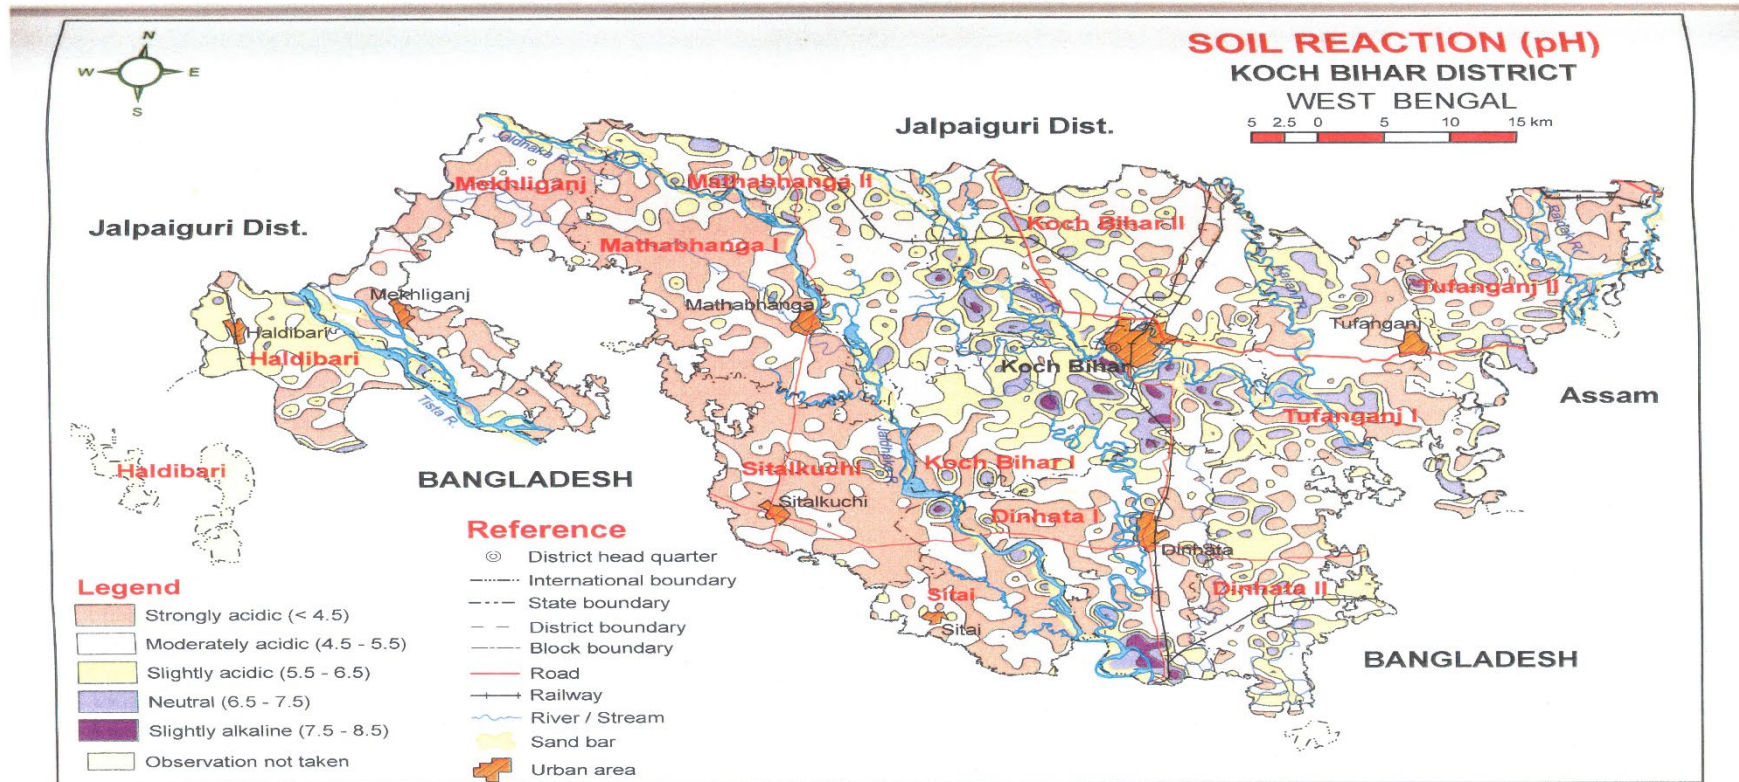 SOIL REACTION (pH)
KOCH BIHAR DISTRICT
WEST BENGAL
5 2.5 0 5 10 15 km
N
W E
S
Jalpaiguri Dist.
Jaldhaka R.
Mekhliganj
Mathabhanga II
Koch Bihar II
Jalpaiguri Dist.
Mathabhanga I
Tufanganj II
Mekhliganj
Mathabhanga
Tufanganj
Haldibari
Haldibari
Koch Bihar
Assam
Tista R.
Tufanganj I
Haldibari
BANGLADESH
Sitalkuchi
Koch Bihar I
Sitalkuchi
Dinhata I
Dinhata
Dinhata II
Sitai
Sitai
BANGLADESH
Legend
Strongly acidic (< 4.5)
Moderately acidic (4.5 - 5.5)
Slightly acidic (5.5 - 6.5)
Neutral (6.5 - 7.5)
Slightly alkaline (7.5 - 8.5)
Observation not taken
Reference
District head quarter
International boundary
State boundary
District boundary
Block boundary
Road
Railway
River / Stream
Sand bar
Urban area